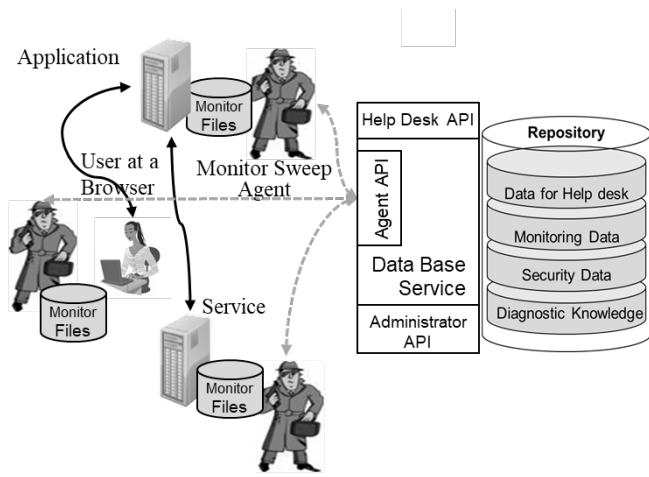 Application
Monitor
Files
User at a
Browser
Monitor Sweep
Agent
Monitor
Files
Service
Monitor
Files
Help Desk API
Agent API
Data Base
Service
Administrator
API
Repository
Data for Help desk
Monitoring Data
Security Data
Diagnostic Knowledge